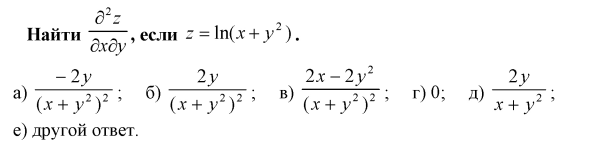 Найти ∂²z/∂x∂y, если z = ln(x + y²).
а) −2y/(x + y²)²; б) 2y/(x + y²)²; в) (2x − 2y²)/(x + y²)²; г) 0; д) 2y/(x + y²);
е) другой ответ.